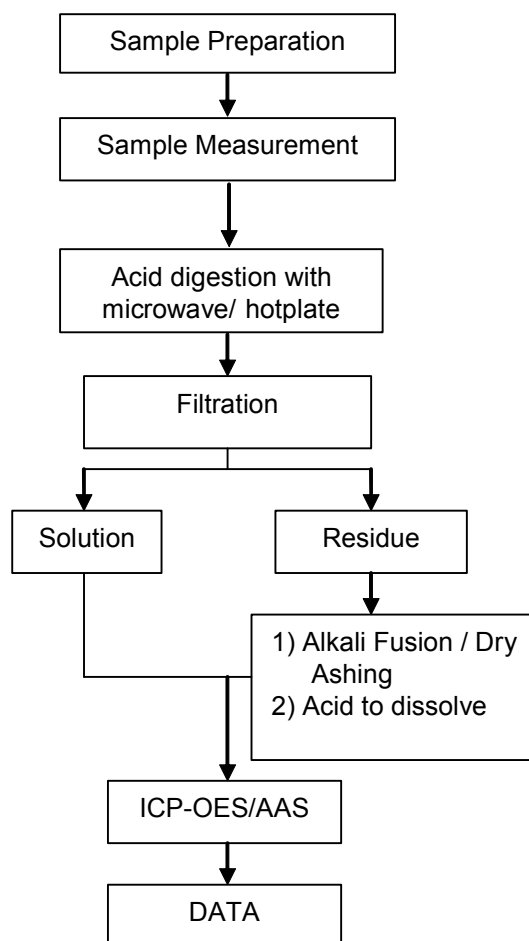 Sample Preparation
Sample Measurement
Acid digestion with
microwave/ hotplate
Filtration
Solution
Residue
1) Alkali Fusion / Dry
Ashing
2) Acid to dissolve
ICP-OES/AAS
DATA